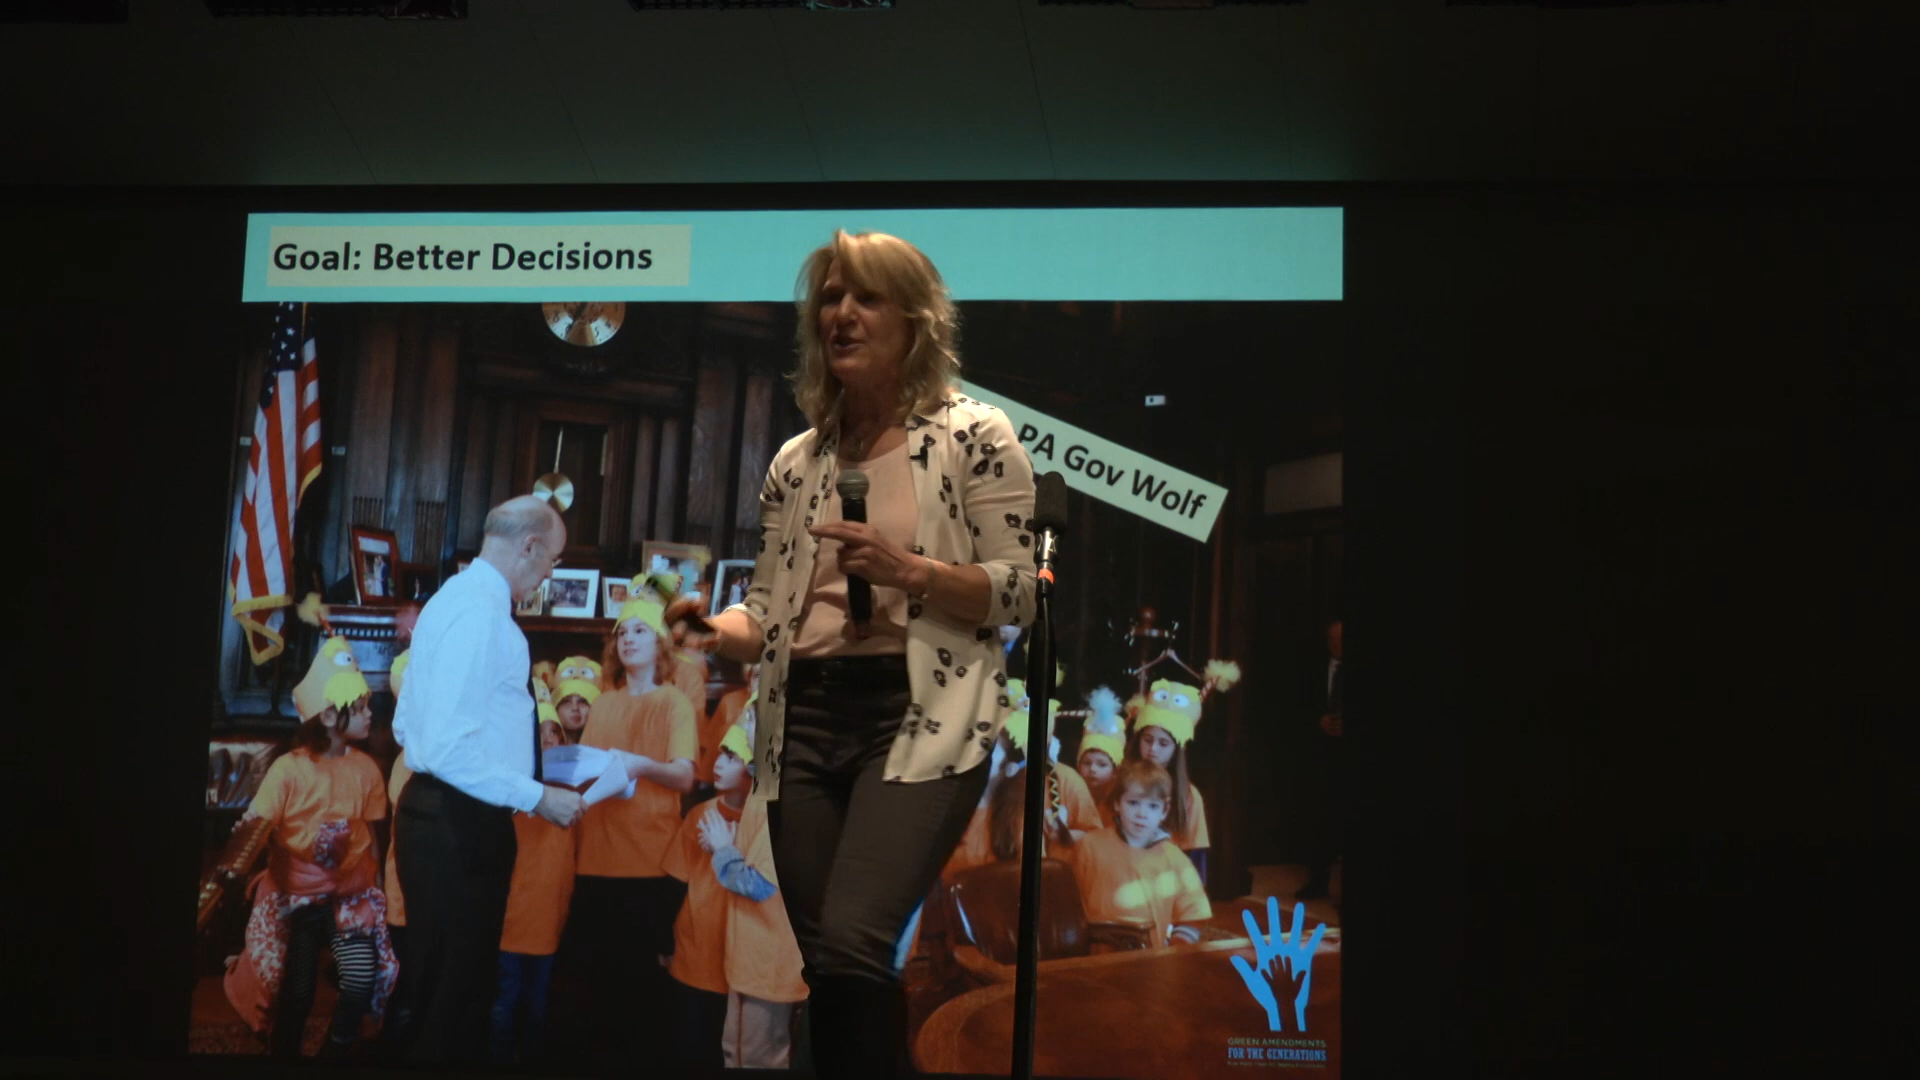 Goal: Better Decisions
PA Gov Wolf
GREEN AMENDMENTS
FOR THE GENERATIONS